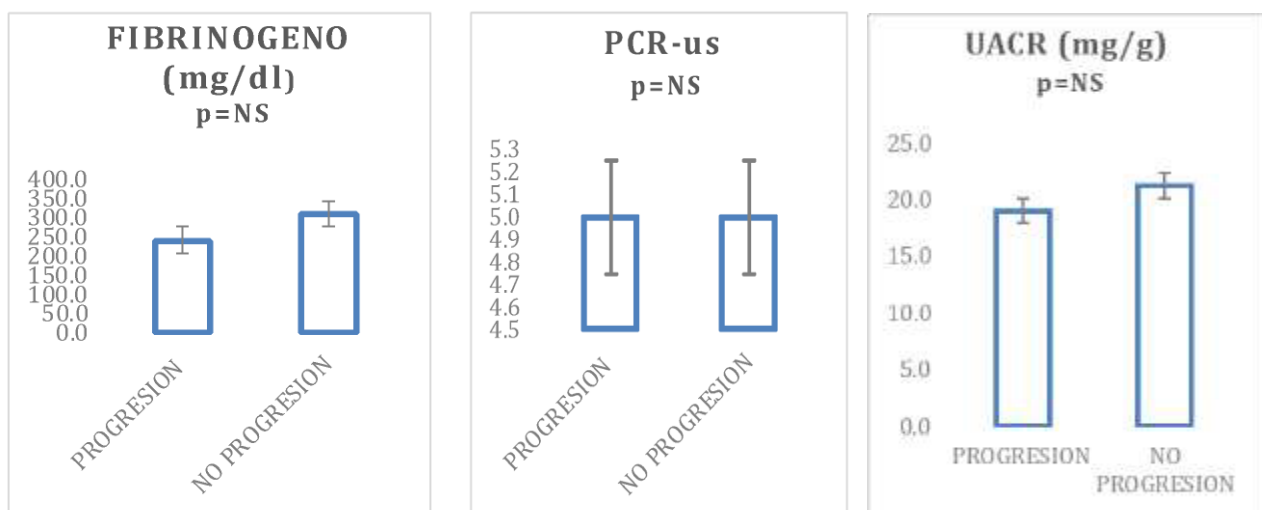 FIBRINOGENO
(mg/dl)
p=NS
400.0
350.0
300.0
250.0
200.0
150.0
100.0
50.0
0.0
PROGRESION
NO PROGRESION
PCR-us
p=NS
5.3
5.2
5.1
5.0
4.9
4.8
4.7
4.6
4.5
PROGRESION
NO PROGRESION
UACR (mg/g)
p=NS
25.0
20.0
15.0
10.0
5.0
0.0
PROGRESION
NO
PROGRESION